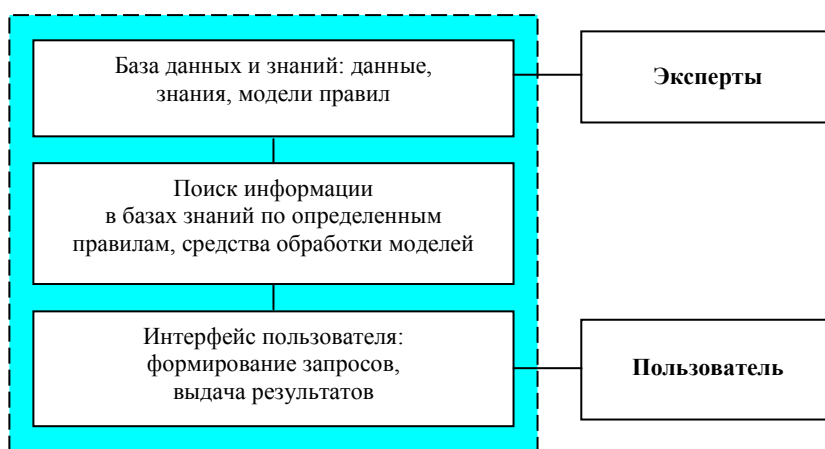 База данных и знаний: данные,
знания, модели правил
Эксперты
Поиск информации
в базах знаний по определенным
правилам, средства обработки моделей
Интерфейс пользователя:
формирование запросов,
выдача результатов
Пользователь